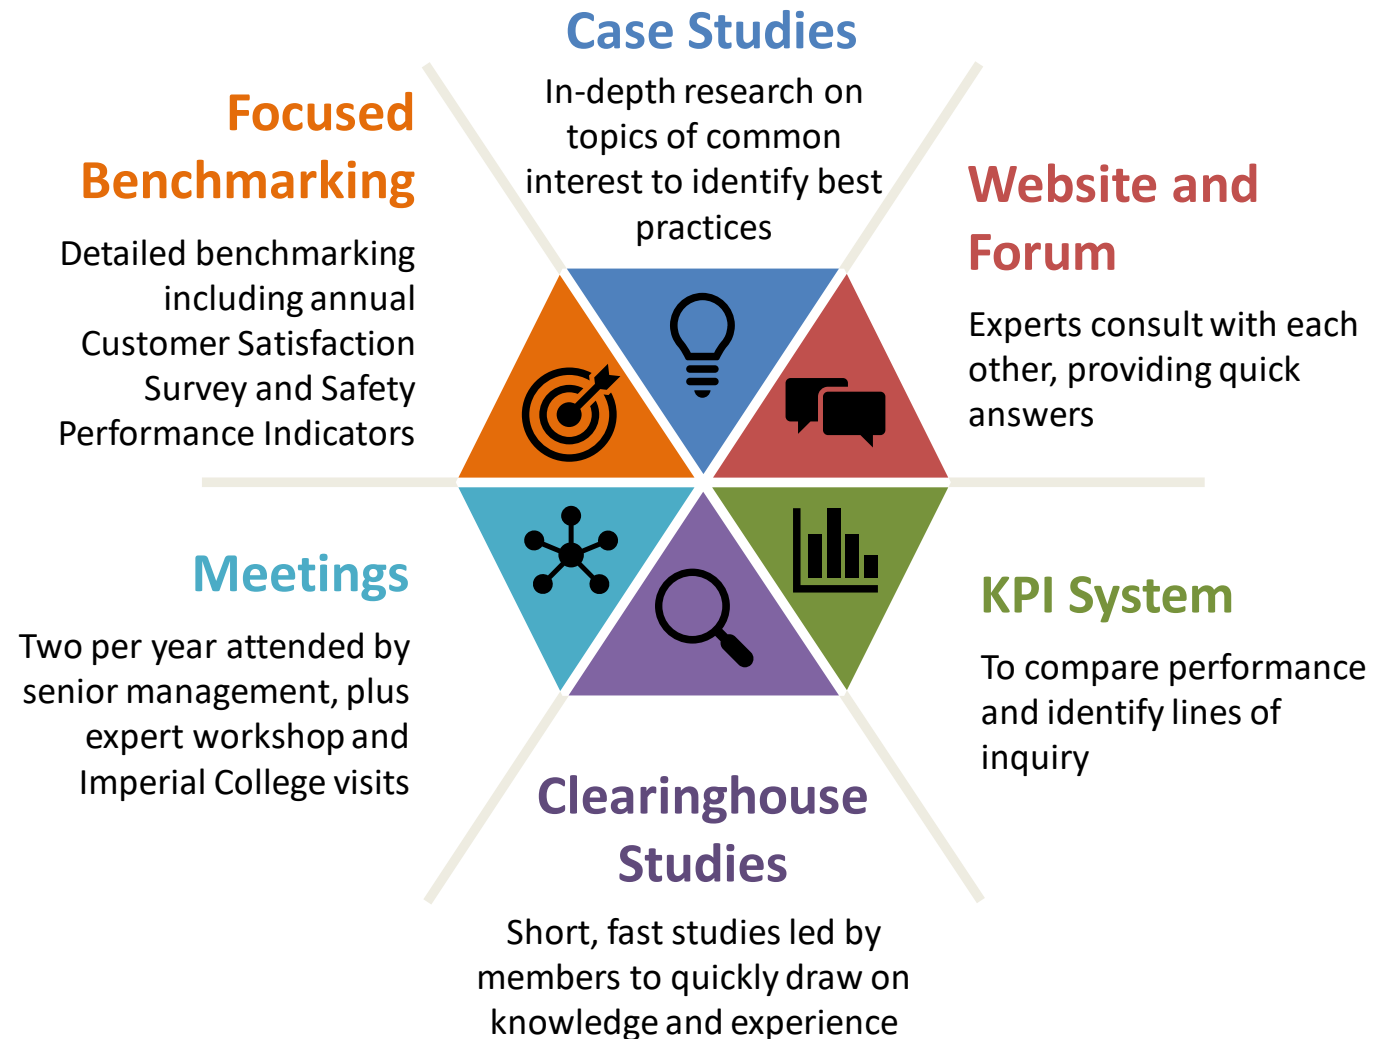 Case Studies
In-depth research on
topics of common
interest to identify best
practices
Website and
Forum
Experts consult with each
other, providing quick
answers
KPI System
To compare performance
and identify lines of
inquiry
Clearinghouse
Studies
Short, fast studies led by
members to quickly draw on
knowledge and experience
Meetings
Two per year attended by
senior management, plus
expert workshop and
Imperial College visits
Focused
Benchmarking
Detailed benchmarking
including annual
Customer Satisfaction
Survey and Safety
Performance Indicators